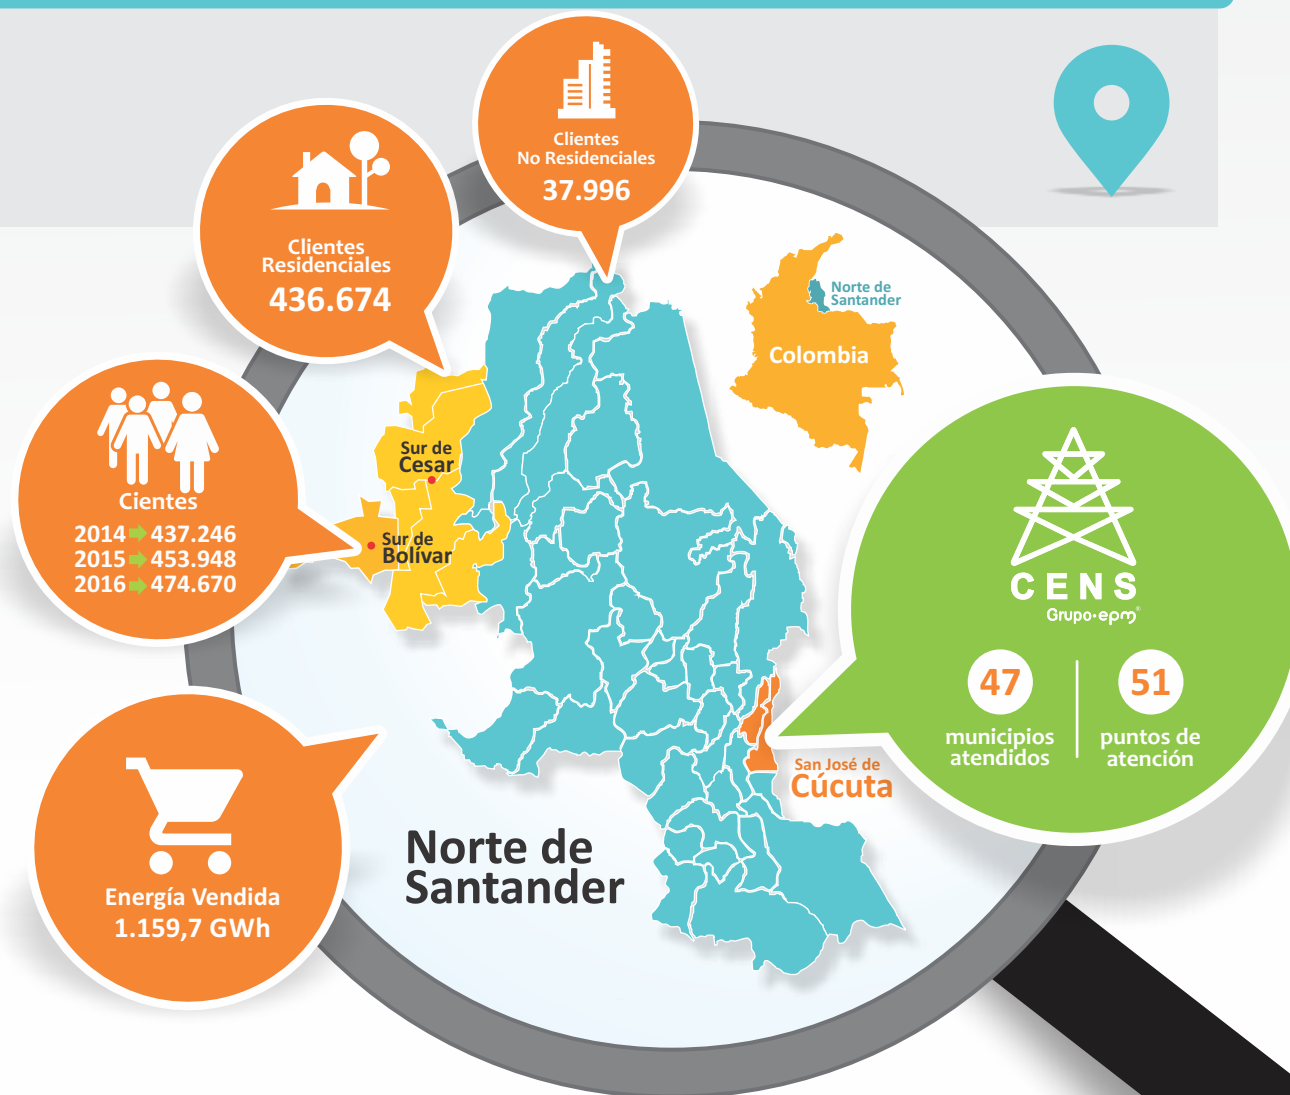 Clientes
No Residenciales
37.996
Clientes
Residenciales
436.674
Norte de
Santander
Colombia
Cientes
2014 437.246
2015 453.948
2016 474.670
Sur de
Cesar
Sur de
Bolívar
CENS
Grupo·epm®
47
municipios
atendidos
51
puntos de
atención
San José de
Cúcuta
Norte de
Santander
Energía Vendida
1.159,7 GWh